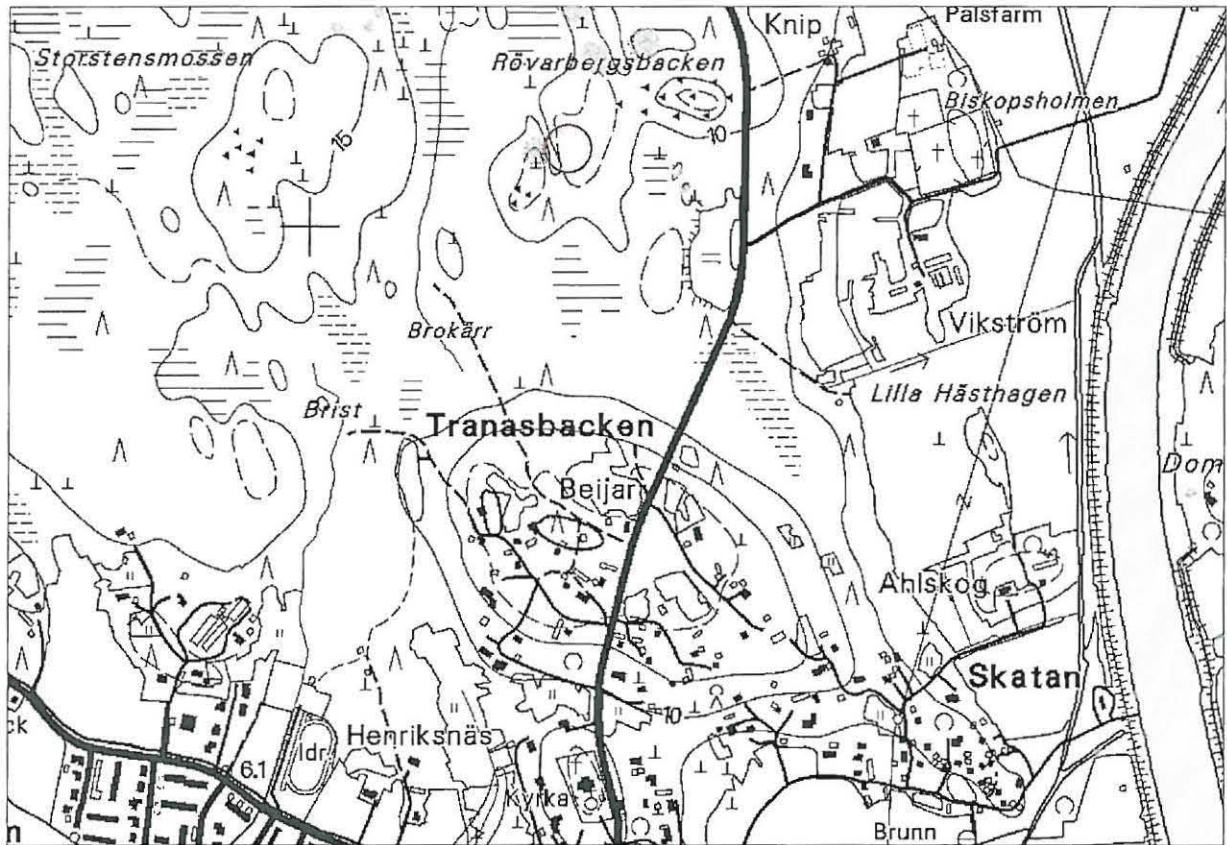 Knip
Pålsfarm
Storstensmossen
Rövarbergsbacken
Biskopsholmen
15
10
Vikström
Brokärr
Lilla Hästhagen
Brist
Tranasbacken
Dom
Beijar
Ahlskog
Skatan
10
Henriksnäs
ck
Idr
6.1
Kyrka
m
Brunn